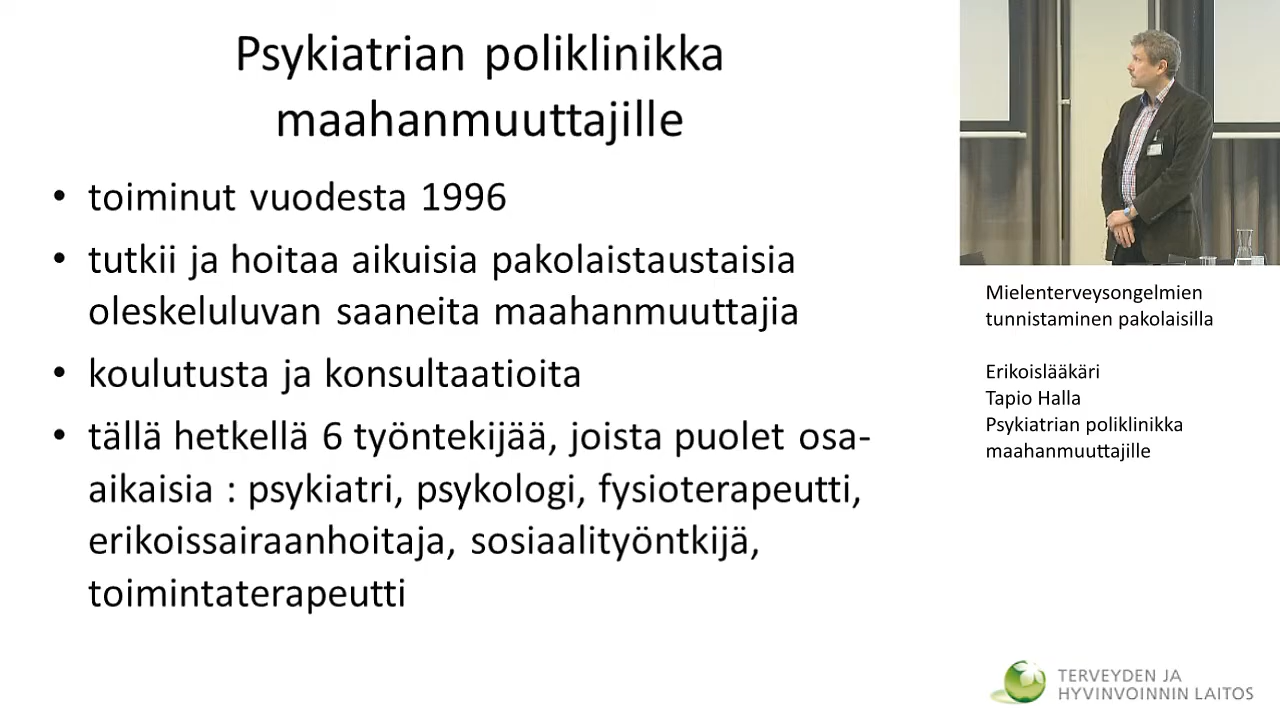 Psykiatrian poliklinikka
maahanmuuttajille
• toiminut vuodesta 1996
• tutkii ja hoitaa aikuisia pakolaistaustaisia
oleskeluluvan saaneita maahanmuuttajia
• koulutusta ja konsultaatioita
• tällä hetkellä 6 työntekijää, joista puolet osa-
aikaisia : psykiatri, psykologi, fysioterapeutti,
erikoissairaanhoitaja, sosiaalityöntkijä,
toimintaterapeutti
Mielenterveysongelmien
tunnistaminen pakolaisilla
Erikoislääkäri
Tapio Halla
Psykiatrian poliklinikka
maahanmuuttajille
TERVEYDEN JA
HYVINVOINNIN LAITOS